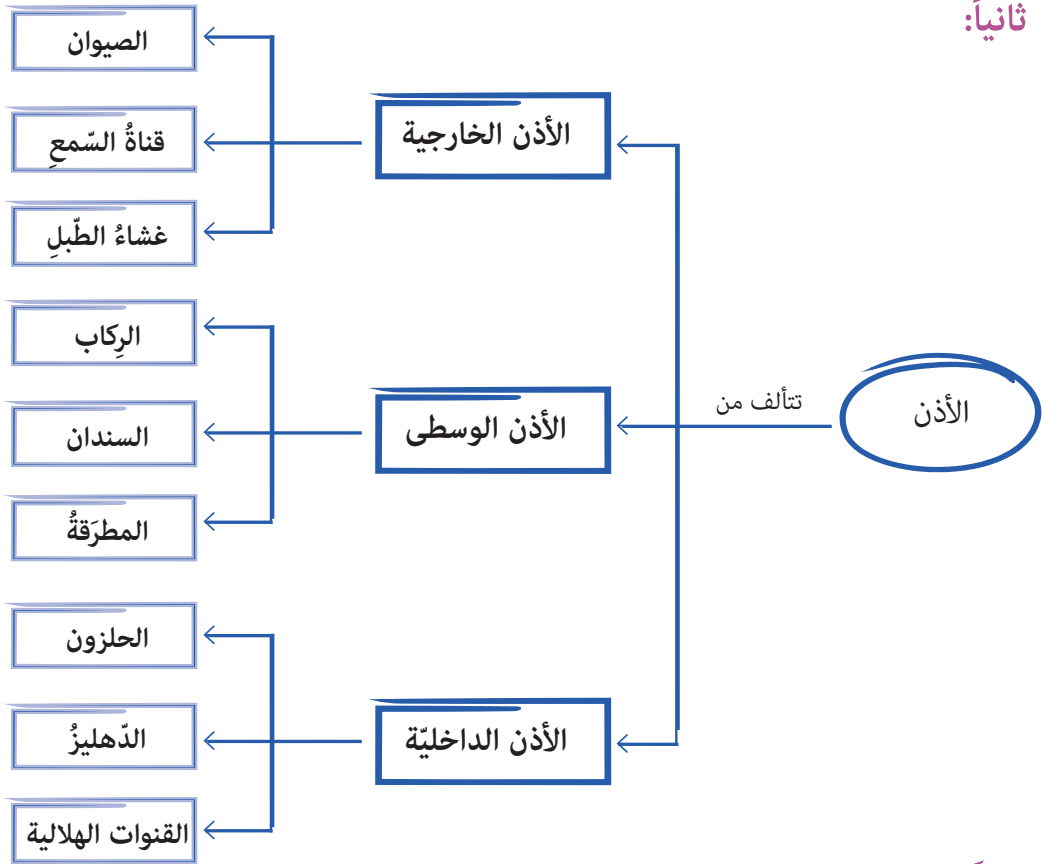 ثانياً:
الأذن
تتألف من
الأذن الخارجية
الصيوان
قناةُ السّمعِ
غشاءُ الطّبلِ
الأذن الوسطى
الرِكاب
السندان
المطرَقةُ
الأذن الداخليّة
الحلزون
الدّهليزُ
القنوات الهلالية